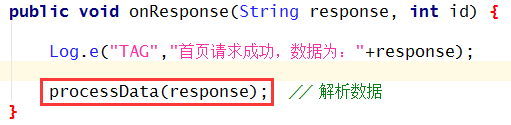 public void onResponse(String response, int id) {
Log.e("TAG","首页请求成功，数据为："+response);
processData(response); // 解析数据
}